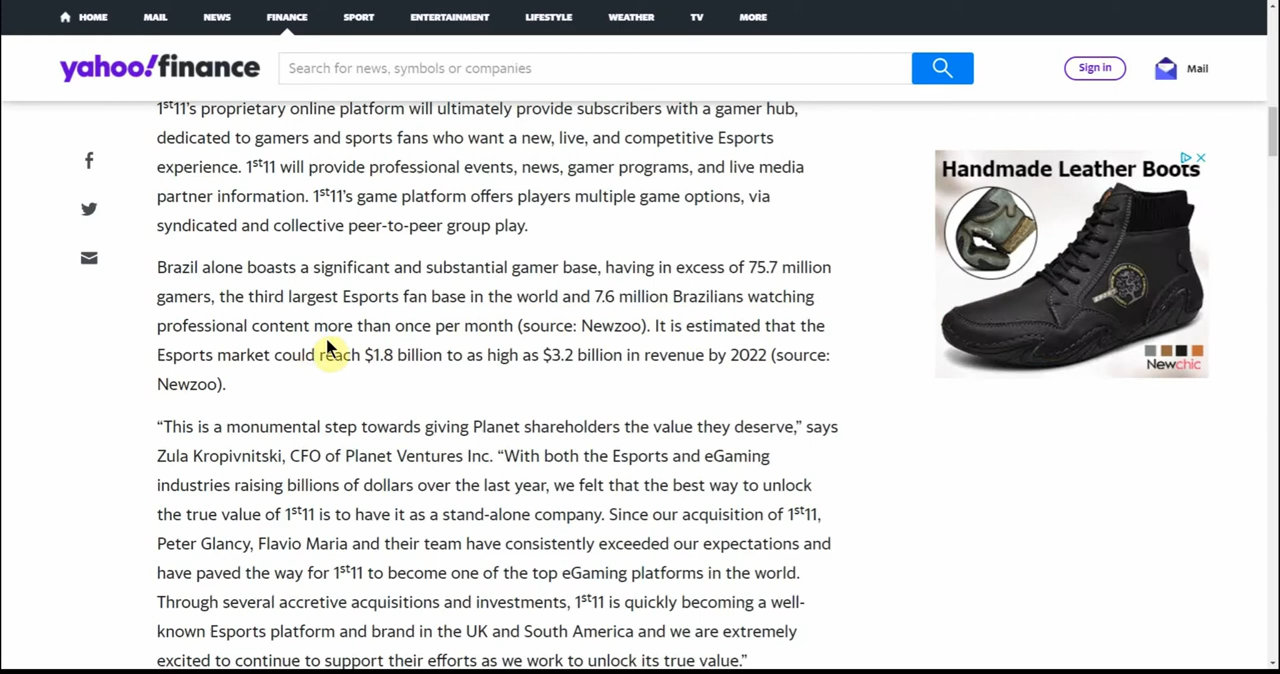 HOME MAIL NEWS FINANCE SPORT ENTERTAINMENT LIFESTYLE WEATHER TV MORE
yahoo!finance Search for news, symbols or companies Sign in Mail
1st11's proprietary online platform will ultimately provide subscribers with a gamer hub,
dedicated to gamers and sports fans who want a new, live, and competitive Esports
experience. 1st11 will provide professional events, news, gamer programs, and live media
partner information. 1st11's game platform offers players multiple game options, via
syndicated and collective peer-to-peer group play.
Brazil alone boasts a significant and substantial gamer base, having in excess of 75.7 million
gamers, the third largest Esports fan base in the world and 7.6 million Brazilians watching
professional content more than once per month (source: Newzoo). It is estimated that the
Esports market could reach $1.8 billion to as high as $3.2 billion in revenue by 2022 (source:
Newzoo).
“This is a monumental step towards giving Planet shareholders the value they deserve,” says
Zula Kropivnitski, CFO of Planet Ventures Inc. “With both the Esports and eGaming
industries raising billions of dollars over the last year, we felt that the best way to unlock
the true value of 1st11 is to have it as a stand-alone company. Since our acquisition of 1st11,
Peter Glancy, Flavio Maria and their team have consistently exceeded our expectations and
have paved the way for 1st11 to become one of the top eGaming platforms in the world.
Through several accretive acquisitions and investments, 1st11 is quickly becoming a well-
known Esports platform and brand in the UK and South America and we are extremely
excited to continue to support their efforts as we work to unlock its true value.”
Handmade Leather Boots
Newchic